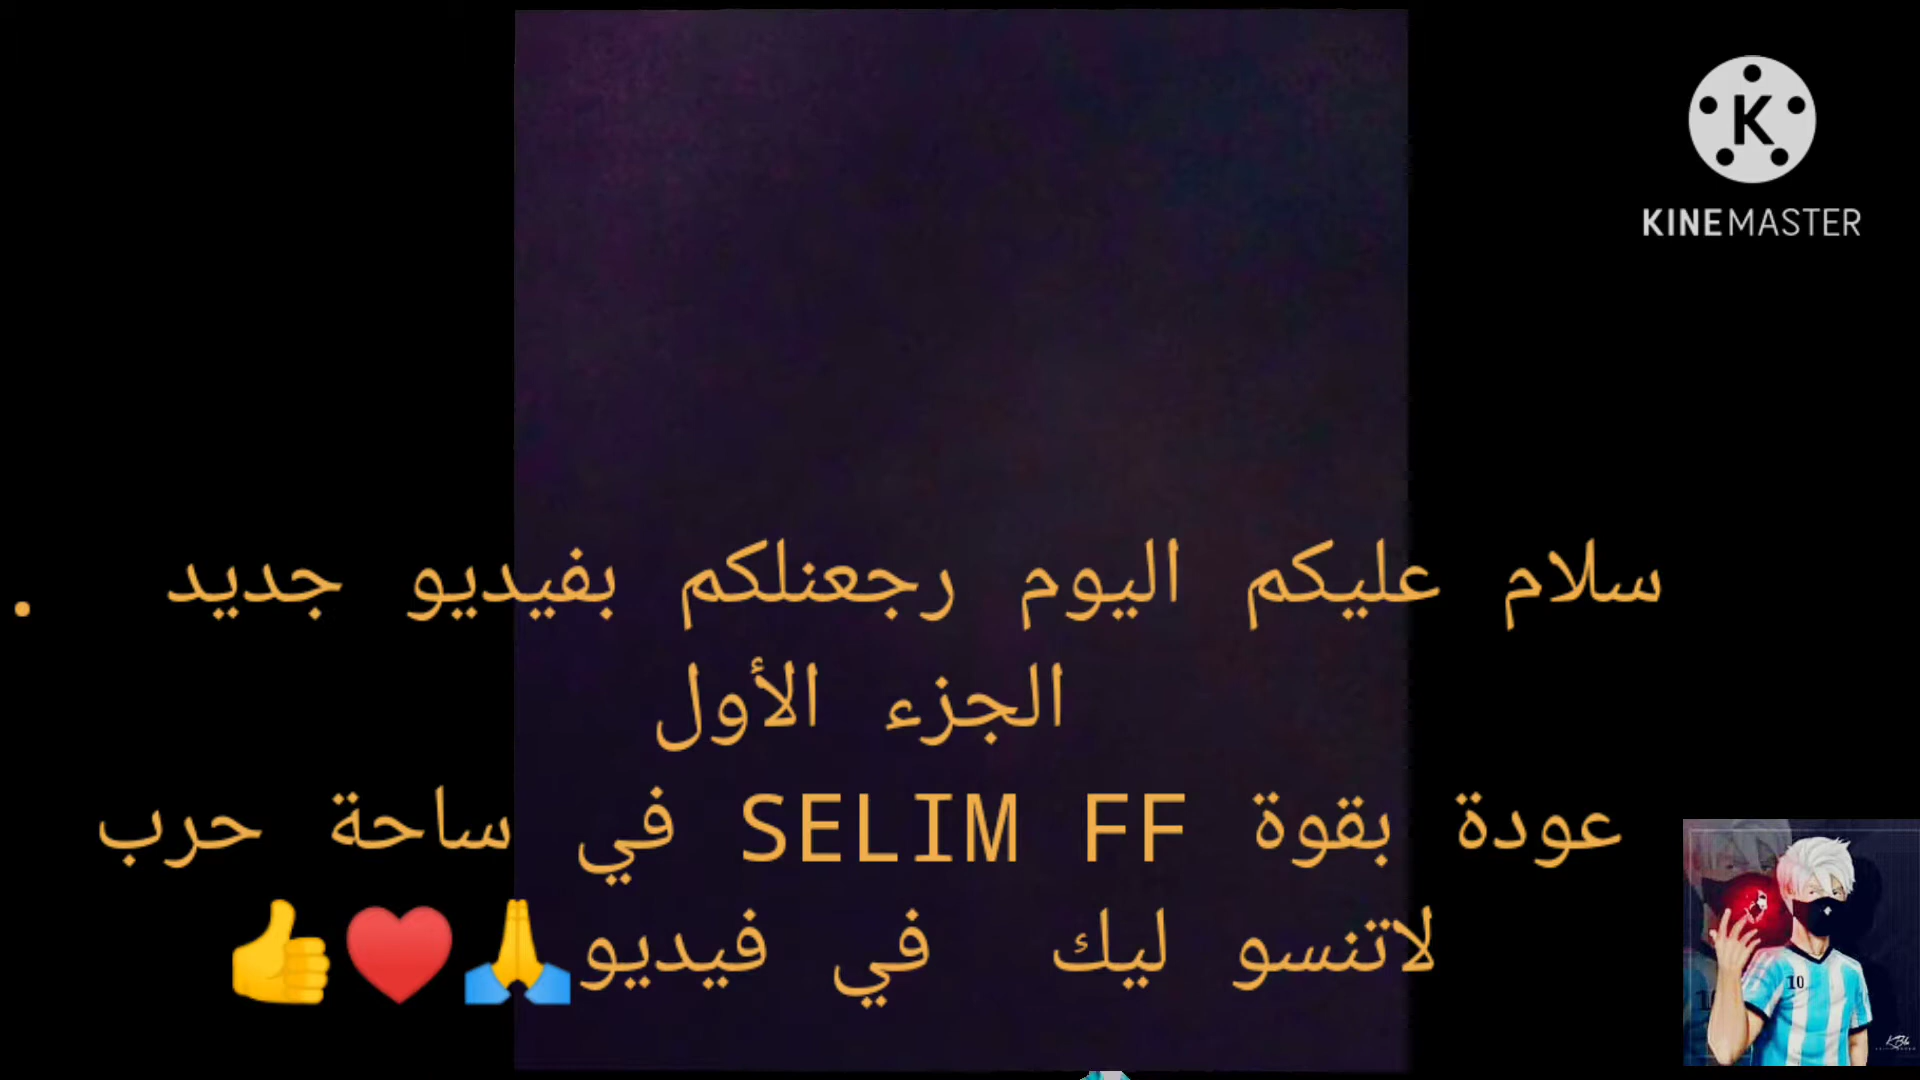 K
KINEMASTER
سلام عليكم اليوم رجعنلكم بفيديو جديد .
الجزء الأول
عودة بقوة SELIM FF في ساحة حرب
لاتنسو ليك في فيديو🙏❤️👍
10